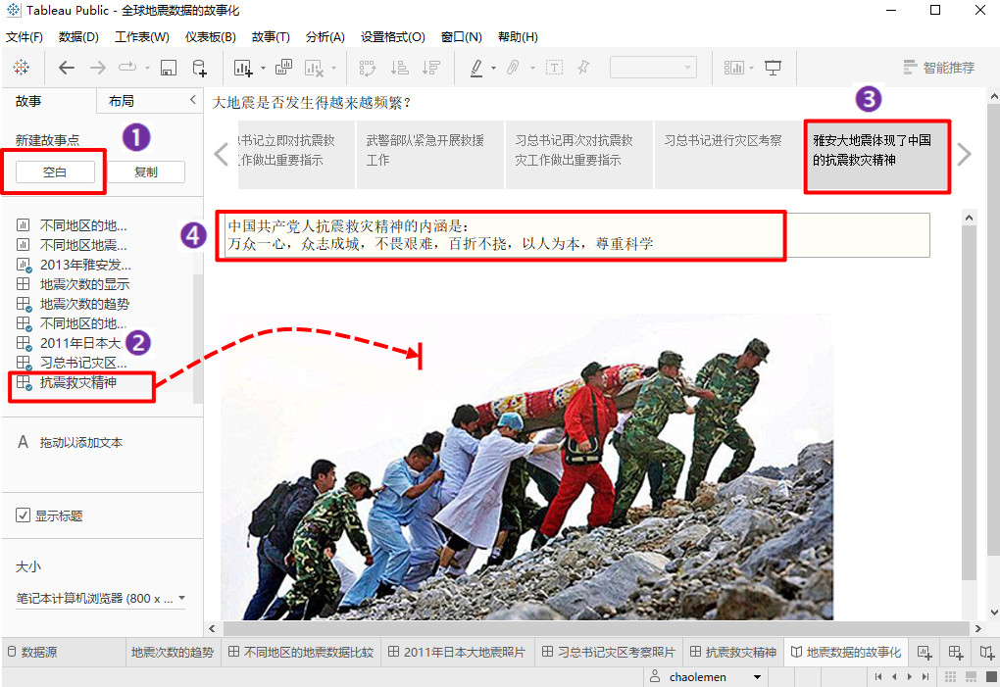 Tableau Public - 全球地震数据的故事化
文件(F) 数据(D) 工作表(W) 仪表板(B) 故事(T) 分析(A) 设置格式(O) 窗口(N) 帮助(H)
智能推荐
故事 布局
新建故事点
1
空白 复制
不同地区的地...
不同地区地震...
2013年雅安发...
地震次数的显示
地震次数的趋势
不同地区的地...
2011年日本大...
2
习总书记灾区...
抗震救灾精神
A 拖动以添加文本
显示标题
大小
笔记本计算机浏览器 (800 x ...
大地震是否发生得越来越频繁?
3
书记立即对抗震救
工作做出重要指示
武警部队紧急开展救援
工作
习总书记再次对抗震救
灾工作做出重要指示
习总书记进行灾区考察
雅安大地震体现了中国
的抗震救灾精神
4
中国共产党人抗震救灾精神的内涵是:
万众一心，众志成城，不畏艰难，百折不挠，以人为本，尊重科学
数据源 地震次数的趋势 不同地区的地震数据比较 2011年日本大地震照片 习总书记灾区考察照片 抗震救灾精神 地震数据的故事化
chaolemen